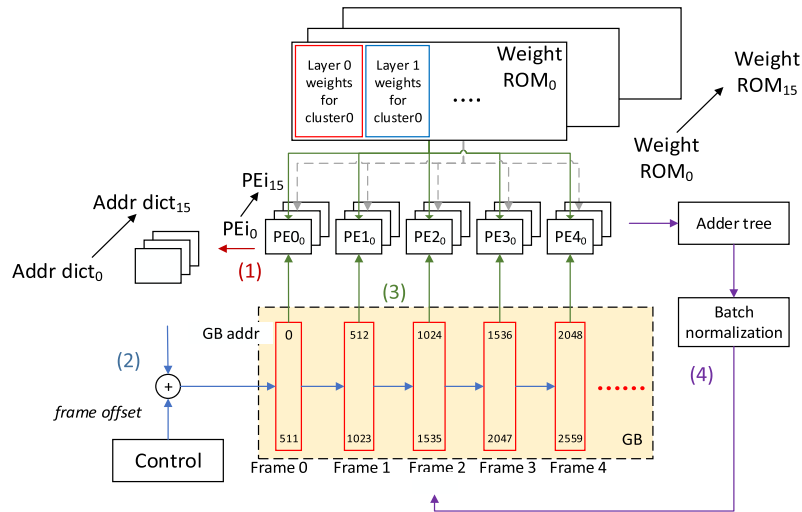 Weight
ROM0
Layer 0
weights
for
cluster0
Layer 1
weights
for
cluster0
....
Weight
ROM15
Weight
ROM0
PEi15
PEi0
Addr dict15
Addr dict0
PE00
PE10
PE20
PE30
PE40
Adder tree
(1)
(3)
Batch
normalization
GB addr
0
512
1024
1536
2048
(2)
+
(4)
frame offset
......
511
1023
1535
2047
2559
GB
Control
Frame 0
Frame 1
Frame 2
Frame 3
Frame 4